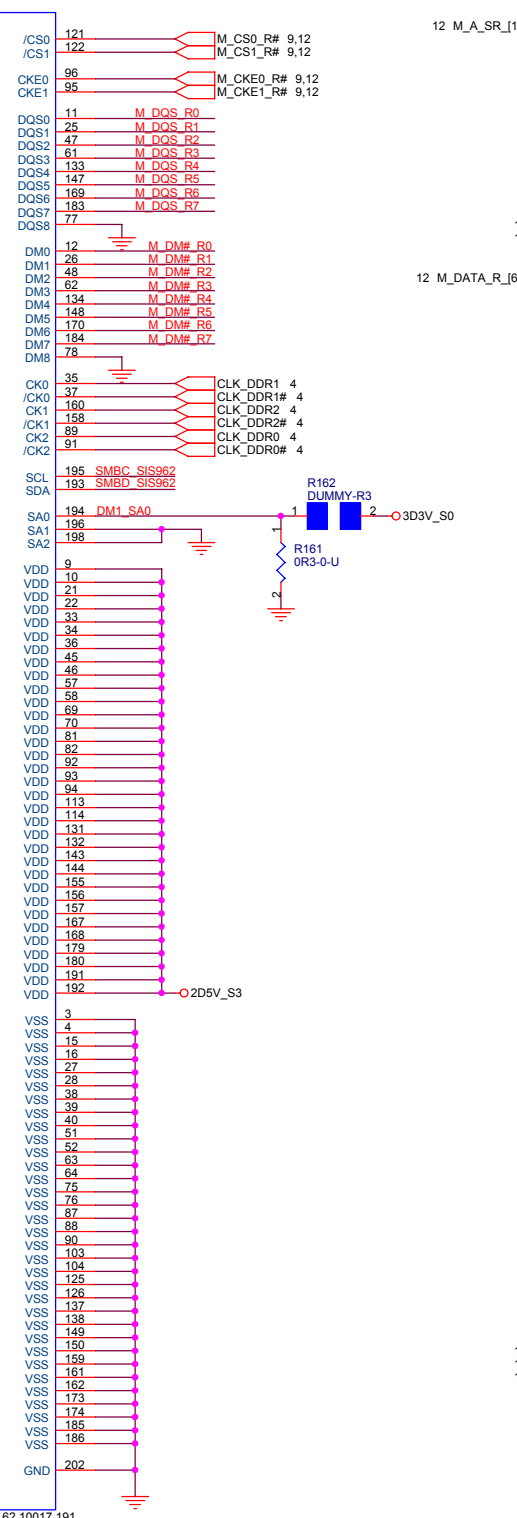 12 M_A_SR_[1
/CS0 121 M_CS0_R# 9,12
/CS1 122 M_CS1_R# 9,12
CKE0 96 M_CKE0_R# 9,12
CKE1 95 M_CKE1_R# 9,12
DQS0 11 M_DQS_R0
DQS1 25 M_DQS_R1
DQS2 47 M_DQS_R2
DQS3 61 M_DQS_R3
DQS4 133 M_DQS_R4
DQS5 147 M_DQS_R5
DQS6 169 M_DQS_R6
DQS7 183 M_DQS_R7
DQS8 77
DM0 12 M_DM#_R0
DM1 26 M_DM#_R1
DM2 48 M_DM#_R2
12 M_DATA_R_[6
DM3 62 M_DM#_R3
DM4 134 M_DM#_R4
DM5 148 M_DM#_R5
DM6 170 M_DM#_R6
DM7 184 M_DM#_R7
DM8 78
CK0 35 CLK_DDR1 4
/CK0 37 CLK_DDR1# 4
CK1 160 CLK_DDR2 4
/CK1 158 CLK_DDR2# 4
CK2 89 CLK_DDR0 4
/CK2 91 CLK_DDR0# 4
SCL 195 SMBC_SIS962
SDA 193 SMBD_SIS962
R162
DUMMY-R3
SA0 194 DM1_SA0 1 2 3D3V_S0
SA1 196
SA2 198
1
R161
0R3-0-U
2
VDD 9
VDD 10
VDD 21
VDD 22
VDD 33
VDD 34
VDD 36
VDD 45
VDD 46
VDD 57
VDD 58
VDD 69
VDD 70
VDD 81
VDD 82
VDD 92
VDD 93
VDD 94
VDD 113
VDD 114
VDD 131
VDD 132
VDD 143
VDD 144
VDD 155
VDD 156
VDD 157
VDD 167
VDD 168
VDD 179
VDD 180
VDD 191
VDD 192 2D5V_S3
VSS 3
VSS 4
VSS 15
VSS 16
VSS 27
VSS 28
VSS 38
VSS 39
VSS 40
VSS 51
VSS 52
VSS 63
VSS 64
VSS 75
VSS 76
VSS 87
VSS 88
VSS 90
VSS 103
VSS 104
VSS 125
VSS 126
VSS 137
VSS 138
VSS 149
VSS 150
VSS 159
VSS 161
VSS 162
VSS 173
VSS 174
VSS 185
VSS 186
GND 202
62.10017.191